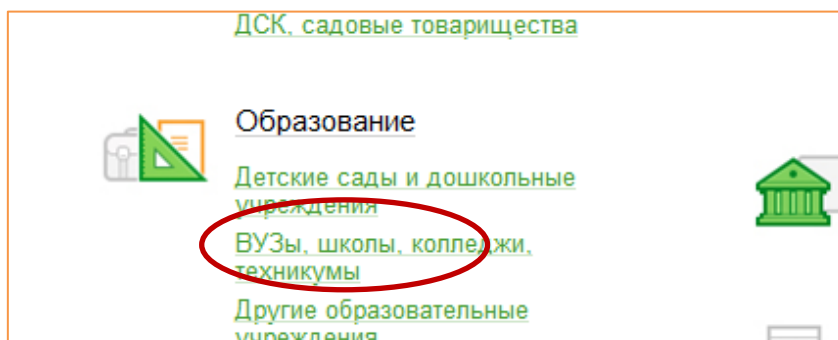 ДСК, садовые товарищества
Образование
Детские сады и дошкольные
учреждения
ВУЗы, школы, колледжи,
техникумы
Другие образовательные
учреждения